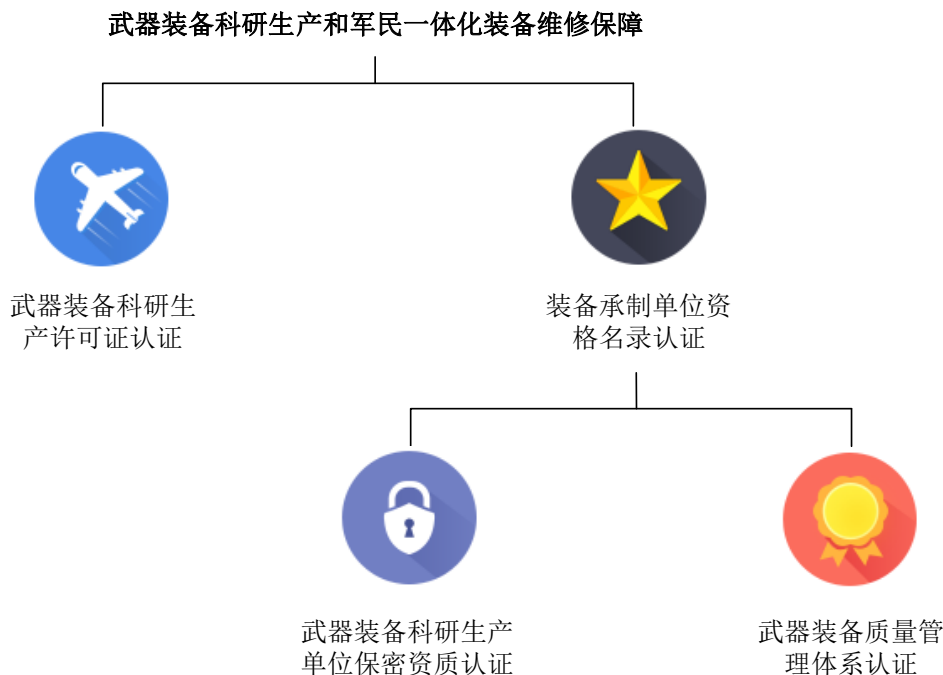 武器装备科研生产和军民一体化装备维修保障
武器装备科研生
产许可证认证
装备承制单位资
格名录认证
武器装备科研生产
单位保密资质认证
武器装备质量管
理体系认证